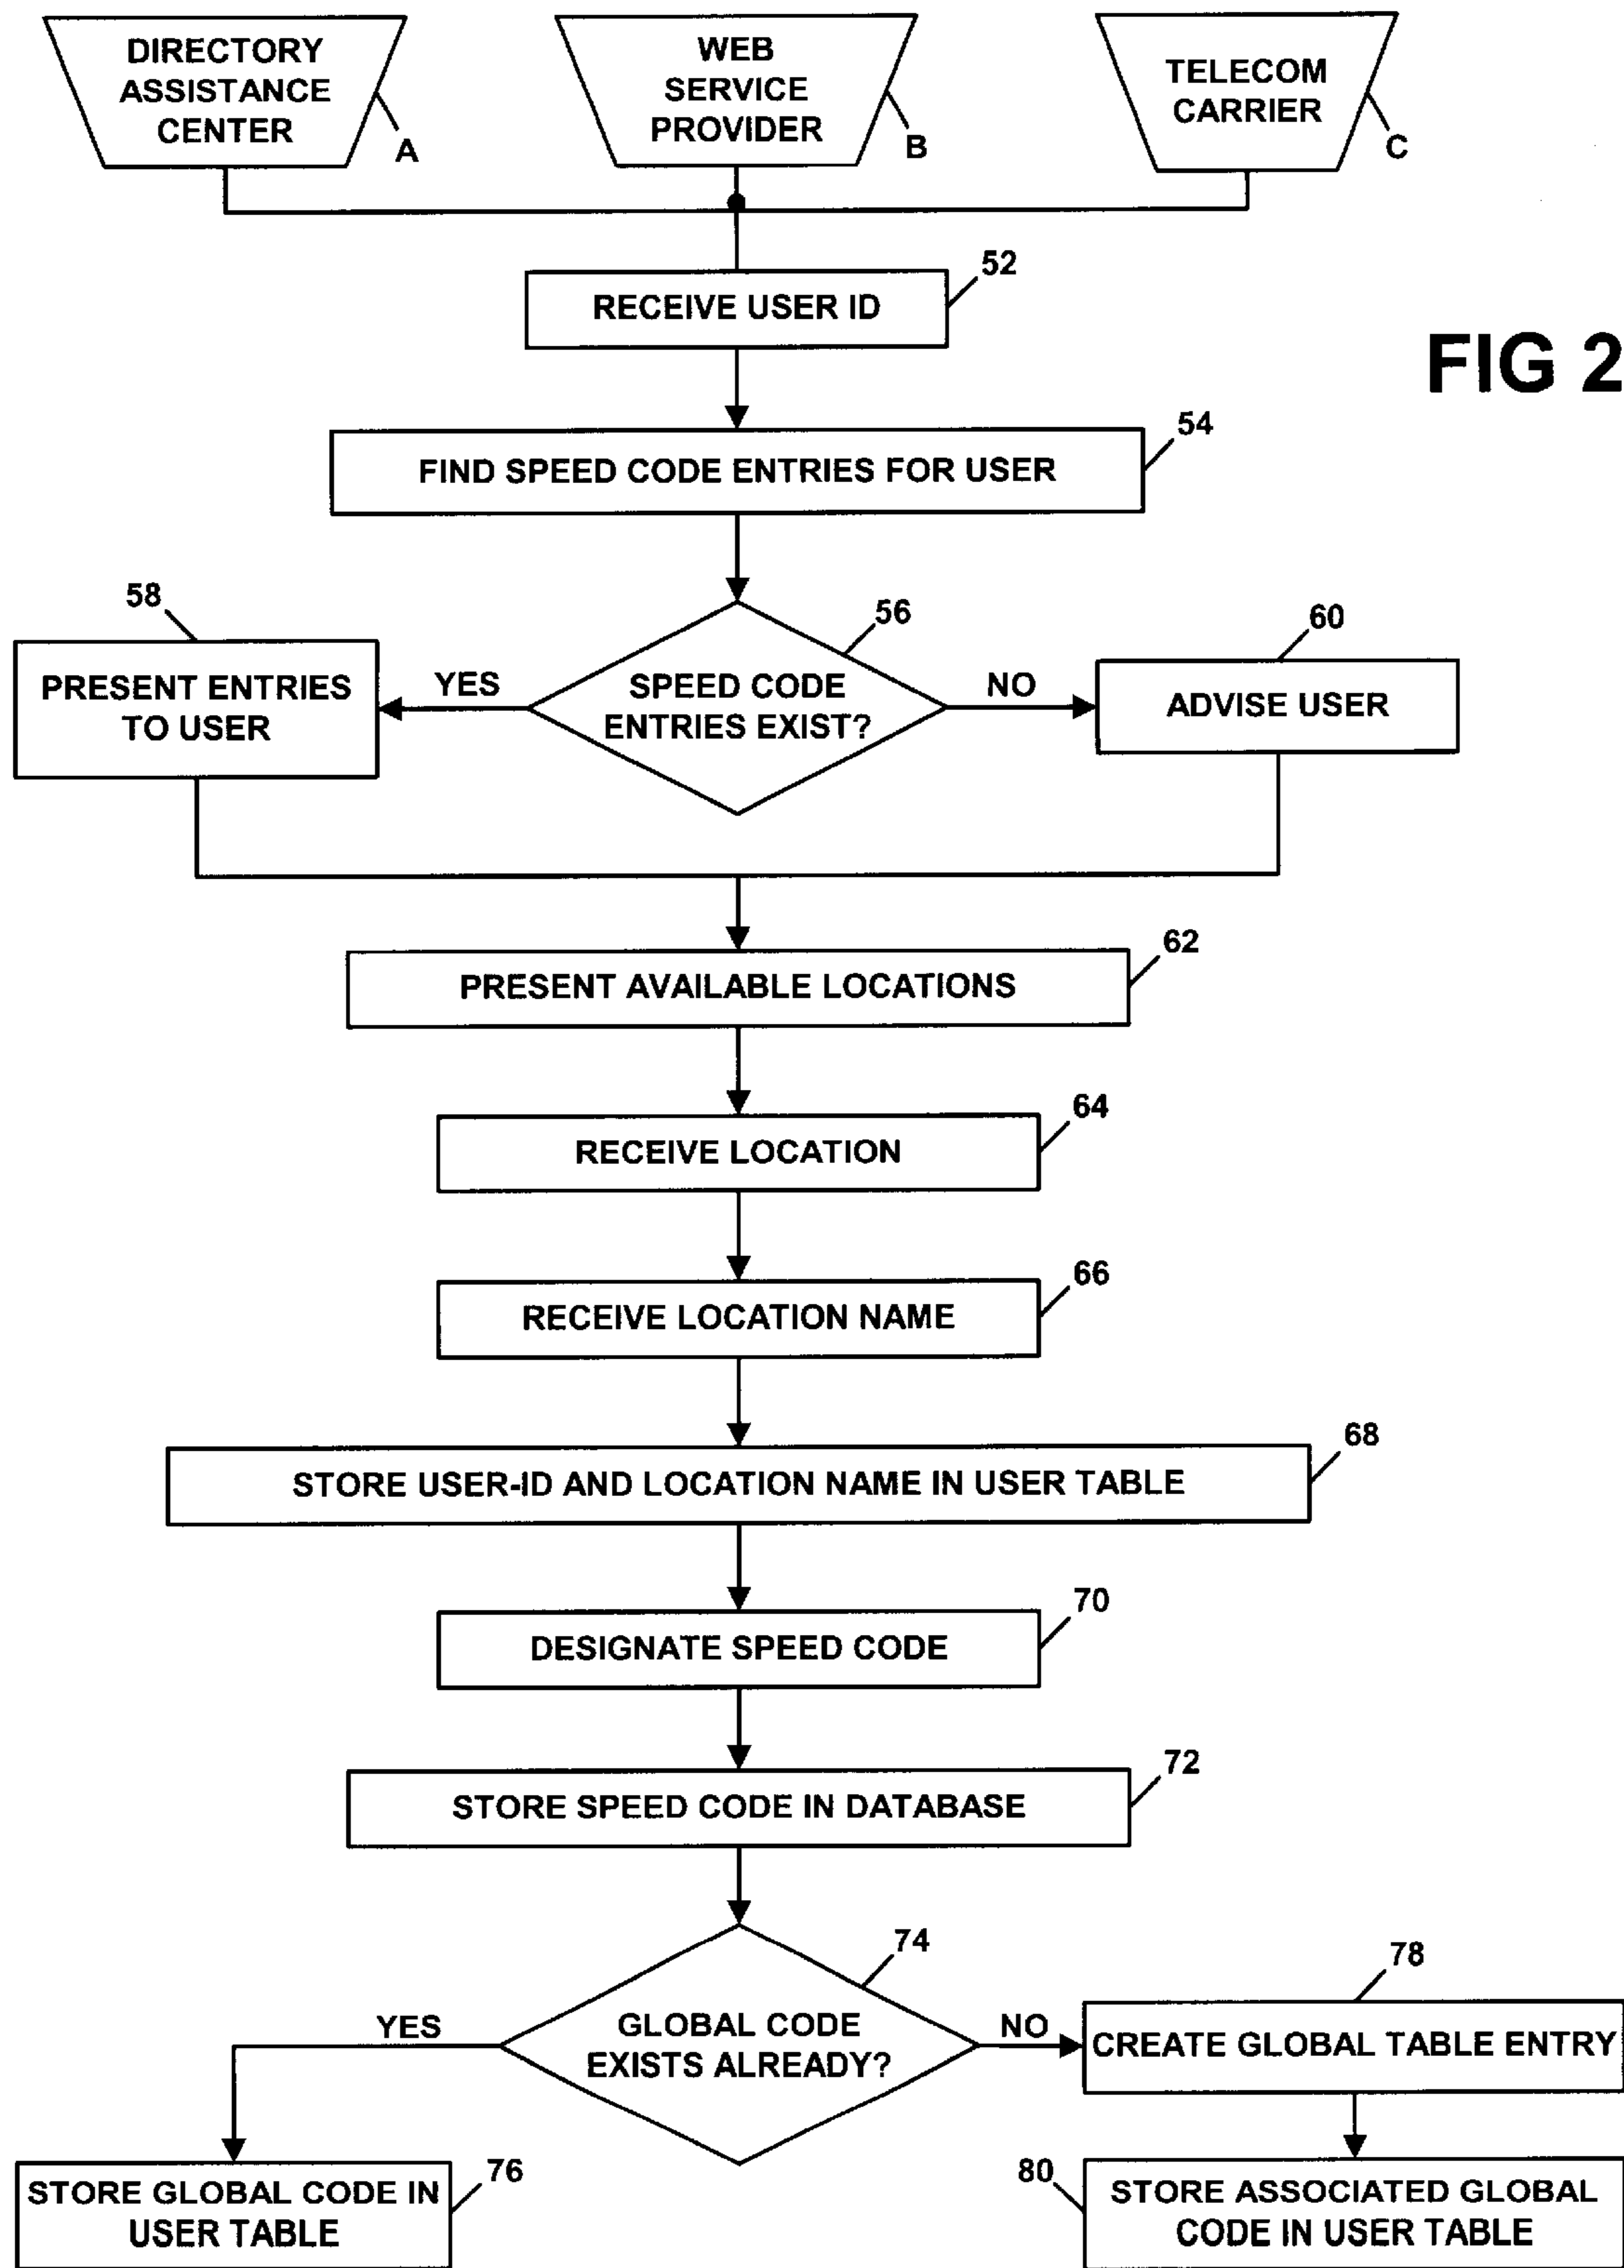 DIRECTORY
ASSISTANCE
CENTER
A
WEB
SERVICE
PROVIDER
B
TELECOM
CARRIER
C
52
RECEIVE USER ID
FIG 2
54
FIND SPEED CODE ENTRIES FOR USER
58
PRESENT ENTRIES
TO USER
YES
56
SPEED CODE
ENTRIES EXIST?
NO
60
ADVISE USER
62
PRESENT AVAILABLE LOCATIONS
64
RECEIVE LOCATION
66
RECEIVE LOCATION NAME
68
STORE USER-ID AND LOCATION NAME IN USER TABLE
70
DESIGNATE SPEED CODE
72
STORE SPEED CODE IN DATABASE
74
GLOBAL CODE
EXISTS ALREADY?
YES
NO
78
CREATE GLOBAL TABLE ENTRY
76
STORE GLOBAL CODE IN
USER TABLE
80
STORE ASSOCIATED GLOBAL
CODE IN USER TABLE